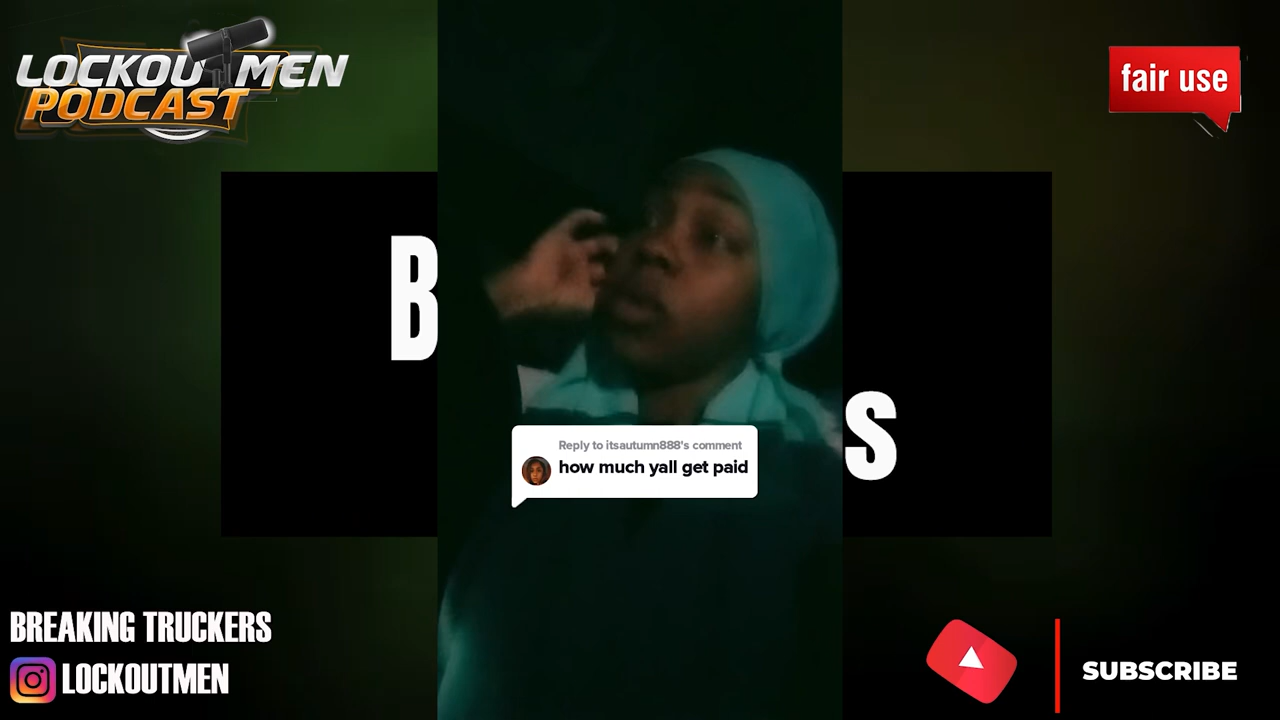 LOCKOUTMEN
PODCAST
fair use
B
S
Reply to itsautumn888's comment
how much yall get paid
BREAKING TRUCKERS
LOCKOUTMEN
SUBSCRIBE